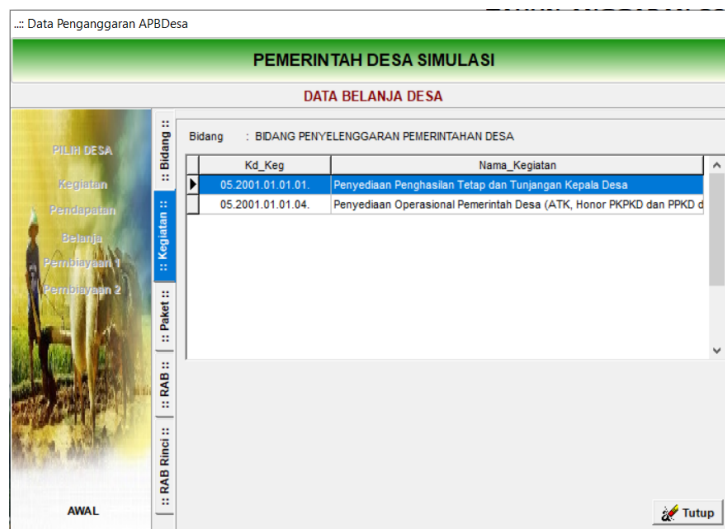 ..:: Data Penganggaran APBDesa
PEMERINTAH DESA SIMULASI
DATA BELANJA DESA
PILIH DESA
Kegiatan
Pendapatan
Belanja
Pembiayaan 1
Pembiayaan 2
AWAL
:: Bidang ::
:: Kegiatan ::
:: Paket ::
:: RAB ::
:: RAB Rinci ::
Bidang : BIDANG PENYELENGGARAN PEMERINTAHAN DESA
Kd_Keg Nama_Kegiatan
05.2001.01.01.01. Penyediaan Penghasilan Tetap dan Tunjangan Kepala Desa
05.2001.01.01.04. Penyediaan Operasional Pemerintah Desa (ATK, Honor PKPKD dan PPKD d
Tutup